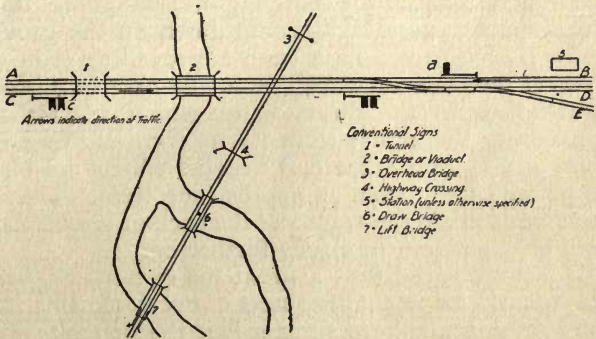 3
1
2
a
5
A
B
C
D
c
E
Arrows indicate direction of Traffic.
4
6
7
Conventional Signs
1 • Tunnel
2 • Bridge or Viaduct.
3 • Overhead Bridge
4 • Highway Crossing
5 • Station (unless otherwise specified)
6 • Draw Bridge
7 • Lift Bridge